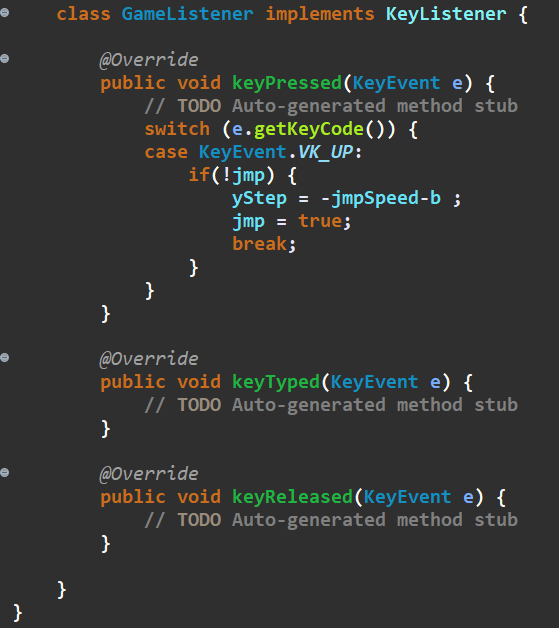 class GameListener implements KeyListener {
@Override
public void keyPressed(KeyEvent e) {
// TODO Auto-generated method stub
switch (e.getKeyCode()) {
case KeyEvent.VK_UP:
if(!jmp) {
yStep = -jmpSpeed-b ;
jmp = true;
break;
}
}
}
@Override
public void keyTyped(KeyEvent e) {
// TODO Auto-generated method stub
}
@Override
public void keyReleased(KeyEvent e) {
// TODO Auto-generated method stub
}
}
}